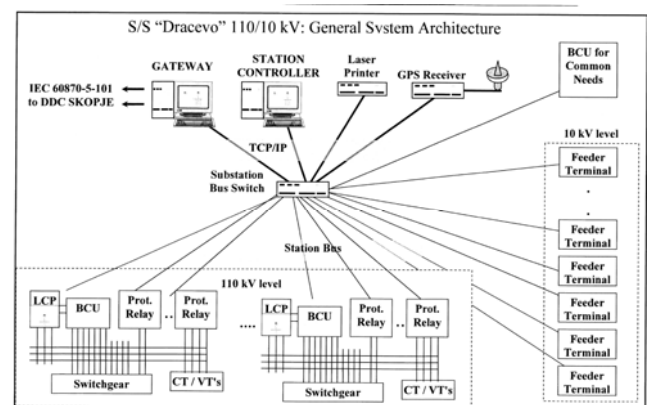 S/S “Dracevo” 110/10 kV: General System Architecture
GATEWAY
STATION
CONTROLLER
Laser
Printer
GPS Receiver
BCU for
Common
Needs
IEC 60870-5-101
to DDC SKOPJE
TCP/IP
Substation
Bus Switch
Station Bus
10 kV level
Feeder
Terminal
.
.
Feeder
Terminal
Feeder
Terminal
Feeder
Terminal
Feeder
Terminal
Feeder
Terminal
110 kV level
LCP
BCU
Prot.
Relay
..
Prot.
Relay
Switchgear
CT / VT's
....
LCP
BCU
Prot.
Relay
..
Prot.
Relay
Switchgear
CT / VT's